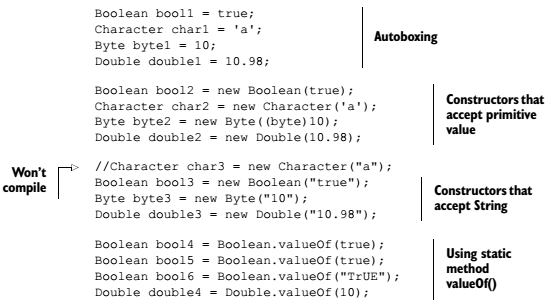 Boolean bool1 = true;
Character char1 = 'a';
Byte byte1 = 10;
Double double1 = 10.98;
Autoboxing
Boolean bool2 = new Boolean(true);
Character char2 = new Character('a');
Byte byte2 = new Byte((byte)10);
Double double2 = new Double(10.98);
Constructors that
accept primitive
value
Won't
compile
//Character char3 = new Character("a");
Boolean bool3 = new Boolean("true");
Byte byte3 = new Byte("10");
Double double3 = new Double("10.98");
Constructors that
accept String
Boolean bool4 = Boolean.valueOf(true);
Boolean bool5 = Boolean.valueOf(true);
Boolean bool6 = Boolean.valueOf("TrUE");
Double double4 = Double.valueOf(10);
Using static
method
valueOf()